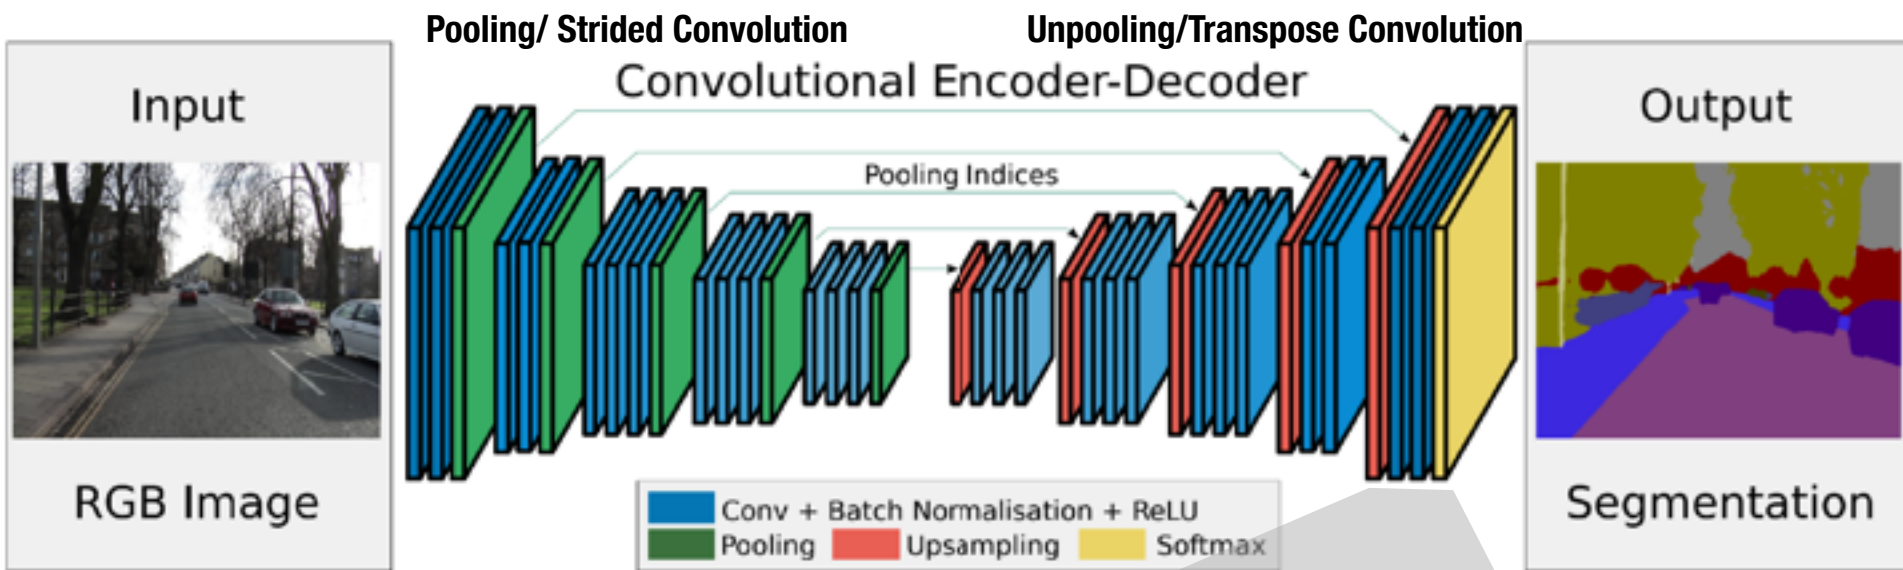 Pooling/ Strided Convolution
Unpooling/Transpose Convolution
Convolutional Encoder-Decoder
Input
Output
Pooling Indices
RGB Image
Segmentation
Conv + Batch Normalisation + ReLU
Pooling Upsampling Softmax